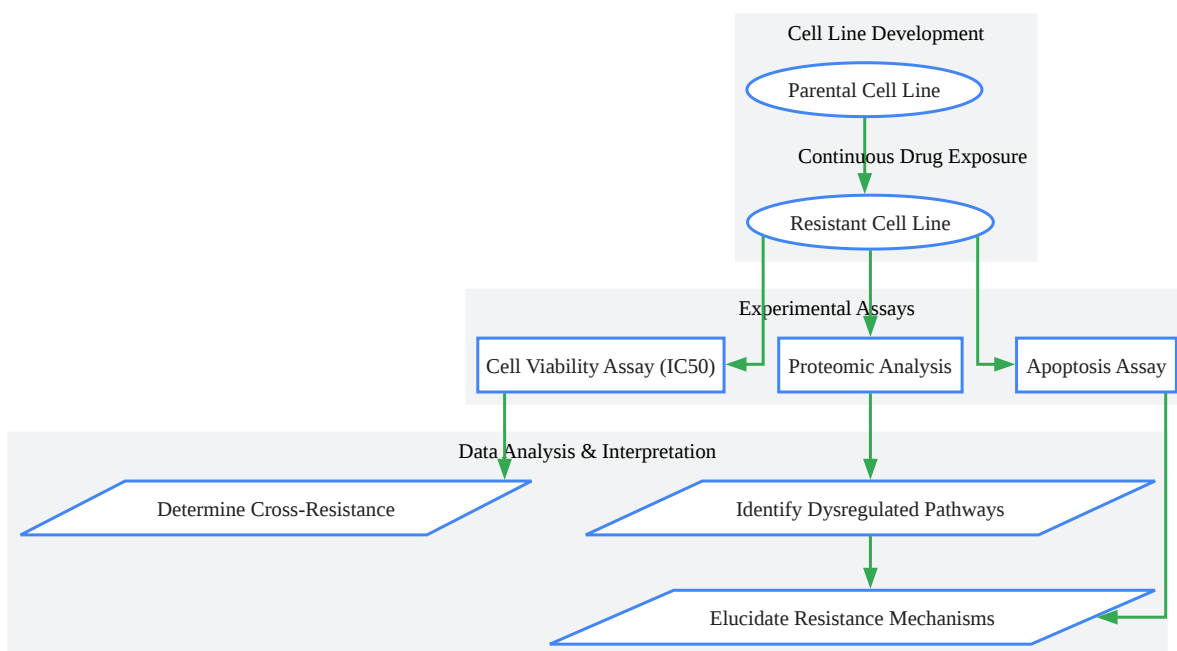 Cell Line Development
Parental Cell Line
Continuous Drug Exposure
Resistant Cell Line
Experimental Assays
Cell Viability Assay (IC50)
Proteomic Analysis
Apoptosis Assay
Data Analysis & Interpretation
Determine Cross-Resistance
Identify Dysregulated Pathways
Elucidate Resistance Mechanisms